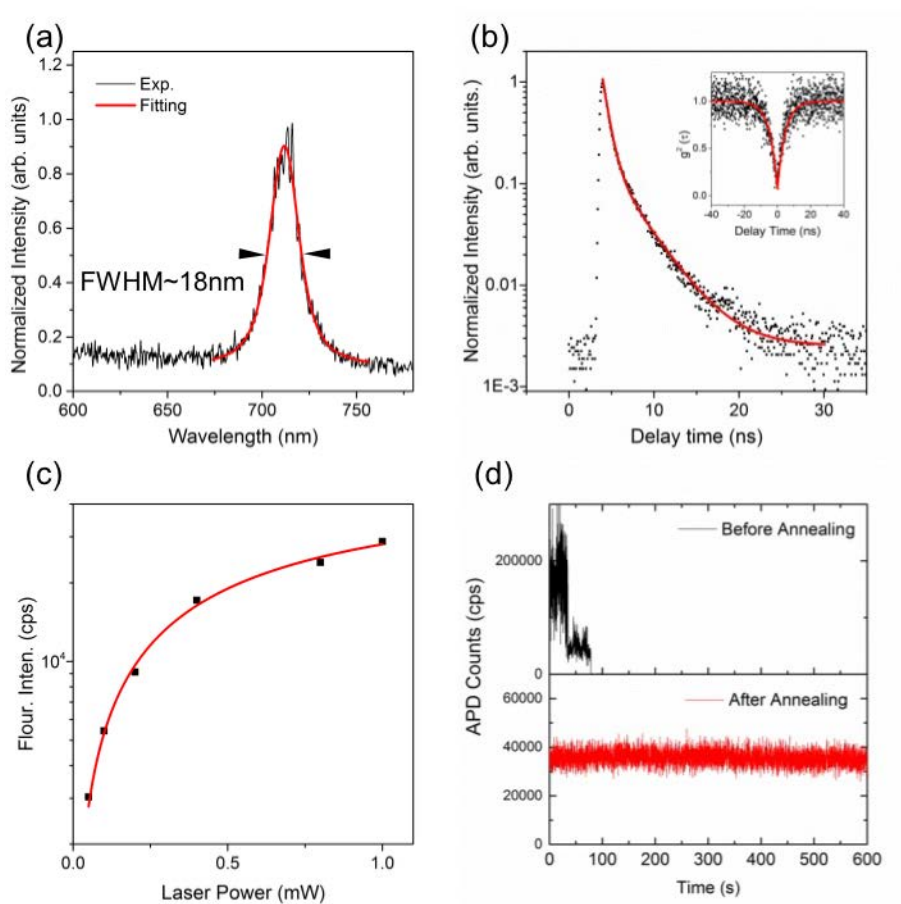 (a)
1.2
1.0
0.8
0.6
0.4
0.2
0.0
Normalized Intensity (arb. units)
Exp.
Fitting
FWHM~18nm
600
650
700
750
Wavelength (nm)
(b)
1
0.1
0.01
1E-3
Normalized Intensity (arb. units.)
0
10
20
30
Delay time (ns)
1.0
0.5
0.0
g² (τ)
-40
-20
0
20
40
Delay Time (ns)
(c)
10⁴
Flour. Inten. (cps)
0.0
0.5
1.0
Laser Power (mW)
(d)
Before Annealing
200000
0
APD Counts (cps)
After Annealing
60000
40000
20000
0
0
100
200
300
400
500
600
Time (s)